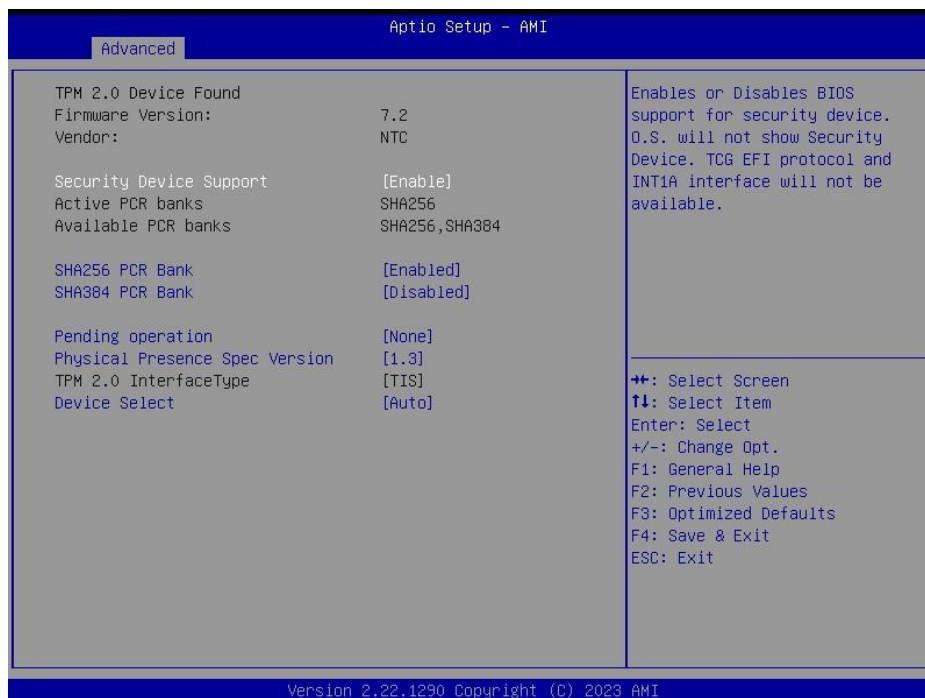 Aptio Setup - AMI
Advanced
TPM 2.0 Device Found
Firmware Version: 7.2
Vendor: NTC
Security Device Support [Enable]
Active PCR banks SHA256
Available PCR banks SHA256,SHA384
SHA256 PCR Bank [Enabled]
SHA384 PCR Bank [Disabled]
Pending operation [None]
Physical Presence Spec Version [1.3]
TPM 2.0 InterfaceType [TIS]
Device Select [Auto]
Enables or Disables BIOS
support for security device.
O.S. will not show Security
Device. TCG EFI protocol and
INT1A interface will not be
available.
→←: Select Screen
↑↓: Select Item
Enter: Select
+/-: Change Opt.
F1: General Help
F2: Previous Values
F3: Optimized Defaults
F4: Save & Exit
ESC: Exit
Version 2.22.1290 Copyright (C) 2023 AMI